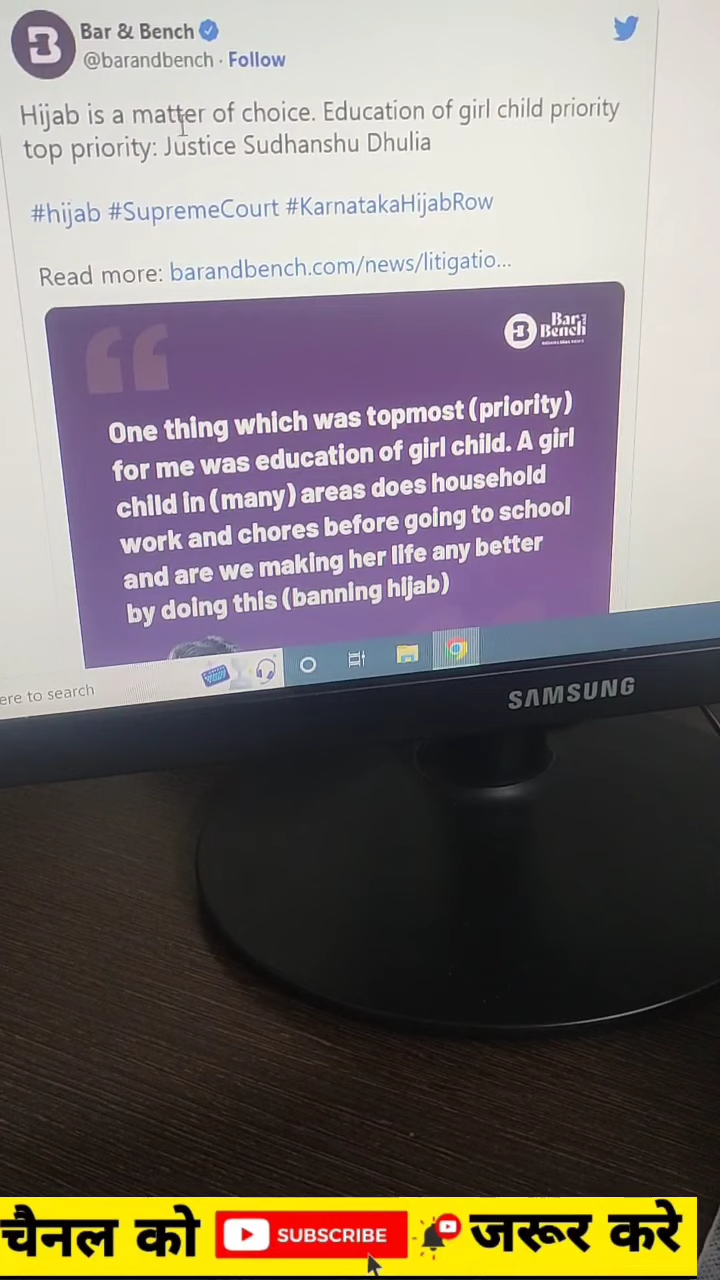 Bar & Bench
@barandbench · Follow
Hijab is a matter of choice. Education of girl child priority
top priority: Justice Sudhanshu Dhulia
#hijab #SupremeCourt #KarnatakaHijabRow
Read more: barandbench.com/news/litigatio...
Bar
Bench
One thing which was topmost (priority)
for me was education of girl child. A girl
child in (many) areas does household
work and chores before going to school
and are we making her life any better
by doing this (banning hijab)
ere to search
SAMSUNG
चैनल को SUBSCRIBE जरूर करे